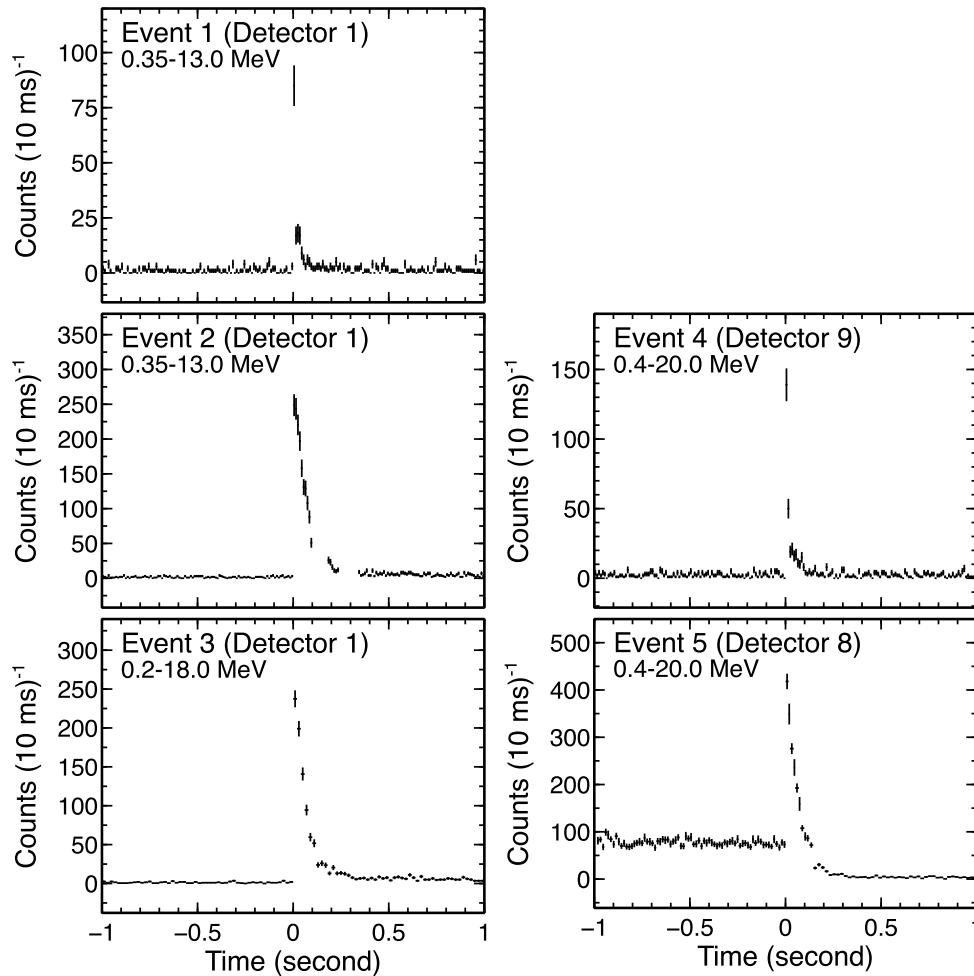 Event 1 (Detector 1)
0.35-13.0 MeV
Counts (10 ms)⁻¹
100
75
50
25
0
Event 2 (Detector 1)
0.35-13.0 MeV
Counts (10 ms)⁻¹
350
300
250
200
150
100
50
0
Event 4 (Detector 9)
0.4-20.0 MeV
Counts (10 ms)⁻¹
150
100
50
0
Event 3 (Detector 1)
0.2-18.0 MeV
Counts (10 ms)⁻¹
300
250
200
150
100
50
0
−1 −0.5 0 0.5 1
Time (second)
Event 5 (Detector 8)
0.4-20.0 MeV
Counts (10 ms)⁻¹
500
400
300
200
100
0
−1 −0.5 0 0.5 1
Time (second)